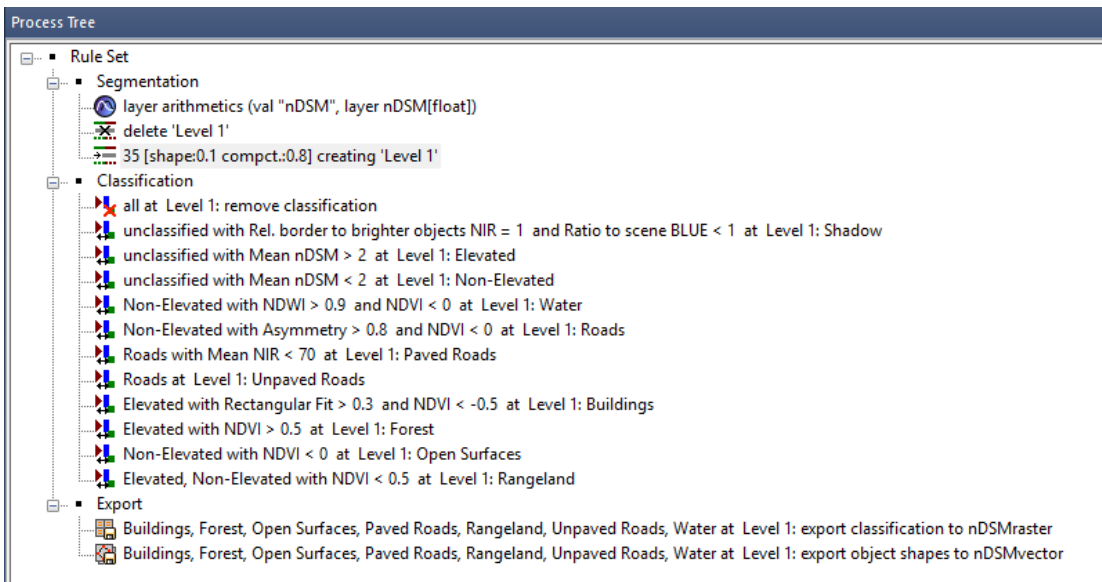 Process Tree
Rule Set
Segmentation
layer arithmetics (val "nDSM", layer nDSM[float])
delete 'Level 1'
35 [shape:0.1 compct.:0.8] creating 'Level 1'
Classification
all at Level 1: remove classification
unclassified with Rel. border to brighter objects NIR = 1 and Ratio to scene BLUE < 1 at Level 1: Shadow
unclassified with Mean nDSM > 2 at Level 1: Elevated
unclassified with Mean nDSM < 2 at Level 1: Non-Elevated
Non-Elevated with NDWI > 0.9 and NDVI < 0 at Level 1: Water
Non-Elevated with Asymmetry > 0.8 and NDVI < 0 at Level 1: Roads
Roads with Mean NIR < 70 at Level 1: Paved Roads
Roads at Level 1: Unpaved Roads
Elevated with Rectangular Fit > 0.3 and NDVI < -0.5 at Level 1: Buildings
Elevated with NDVI > 0.5 at Level 1: Forest
Non-Elevated with NDVI < 0 at Level 1: Open Surfaces
Elevated, Non-Elevated with NDVI < 0.5 at Level 1: Rangeland
Export
Buildings, Forest, Open Surfaces, Paved Roads, Rangeland, Unpaved Roads, Water at Level 1: export classification to nDSMraster
Buildings, Forest, Open Surfaces, Paved Roads, Rangeland, Unpaved Roads, Water at Level 1: export object shapes to nDSMvector